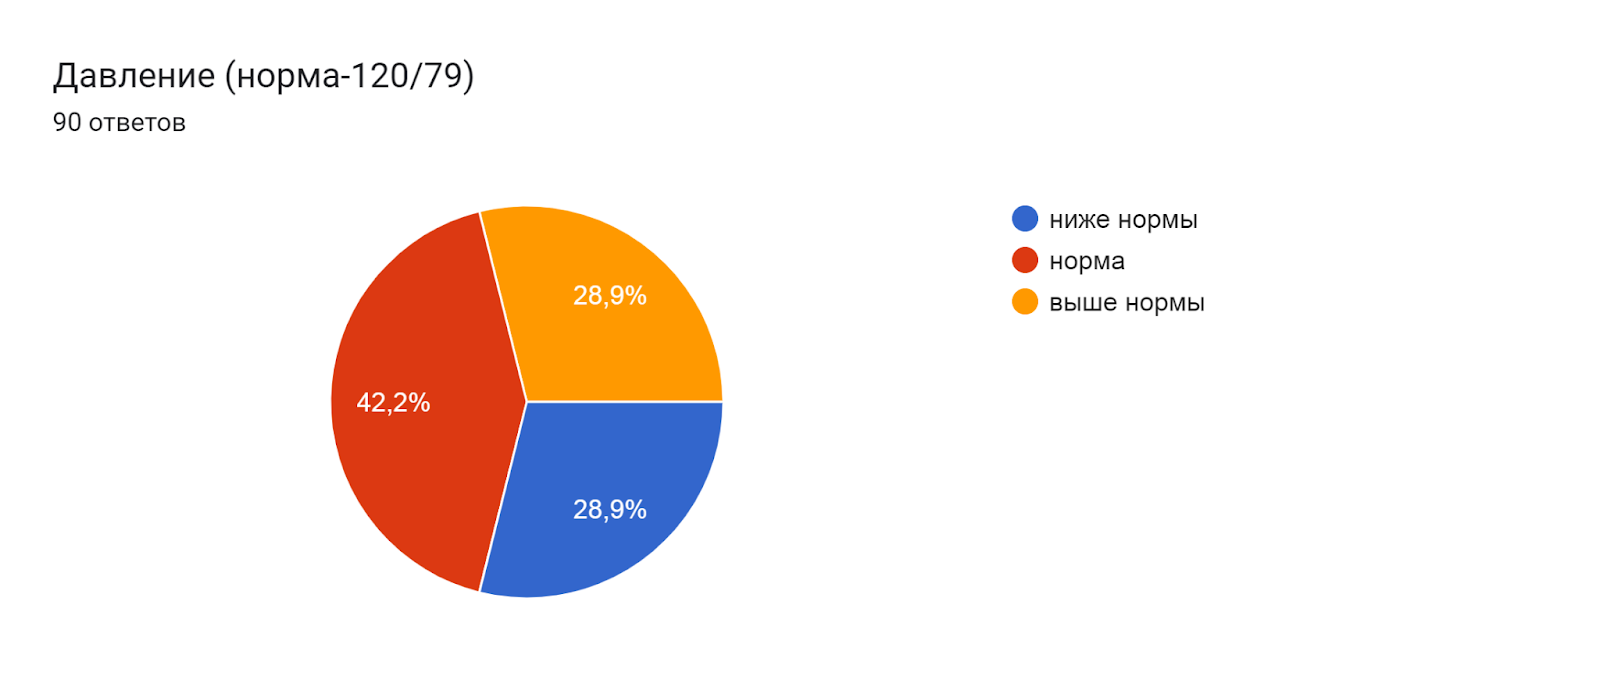 Давление (норма-120/79)
90 ответов
ниже нормы
норма
выше нормы
28,9%
42,2%
28,9%